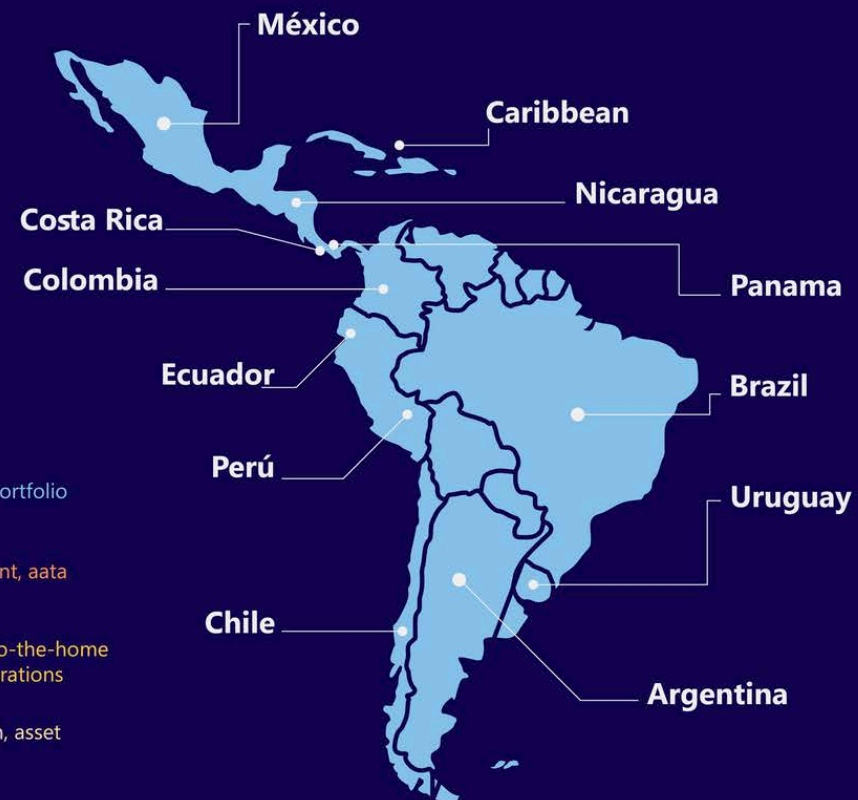 México
Caribbean
Nicaragua
Costa Rica
Colombia
Panama
Ecuador
Brazil
Perú
ortfolio
Uruguay
nt, aata
Chile
o-the-home
rations
Argentina
n, asset